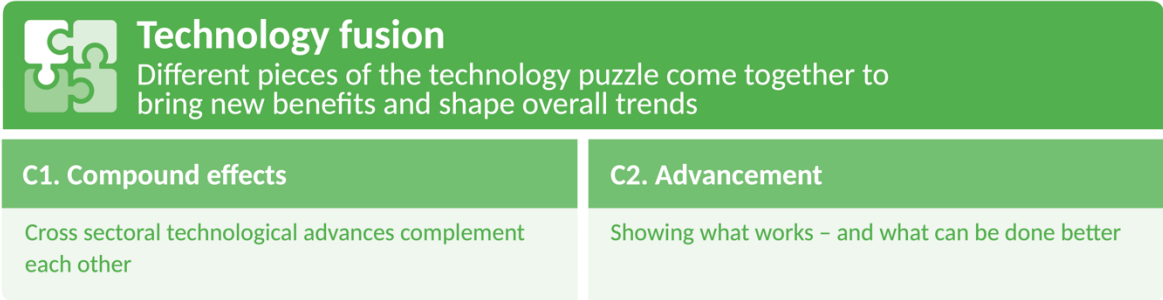 Technology fusion
Different pieces of the technology puzzle come together to
bring new benefits and shape overall trends
C1. Compound effects
Cross sectoral technological advances complement
each other
C2. Advancement
Showing what works – and what can be done better